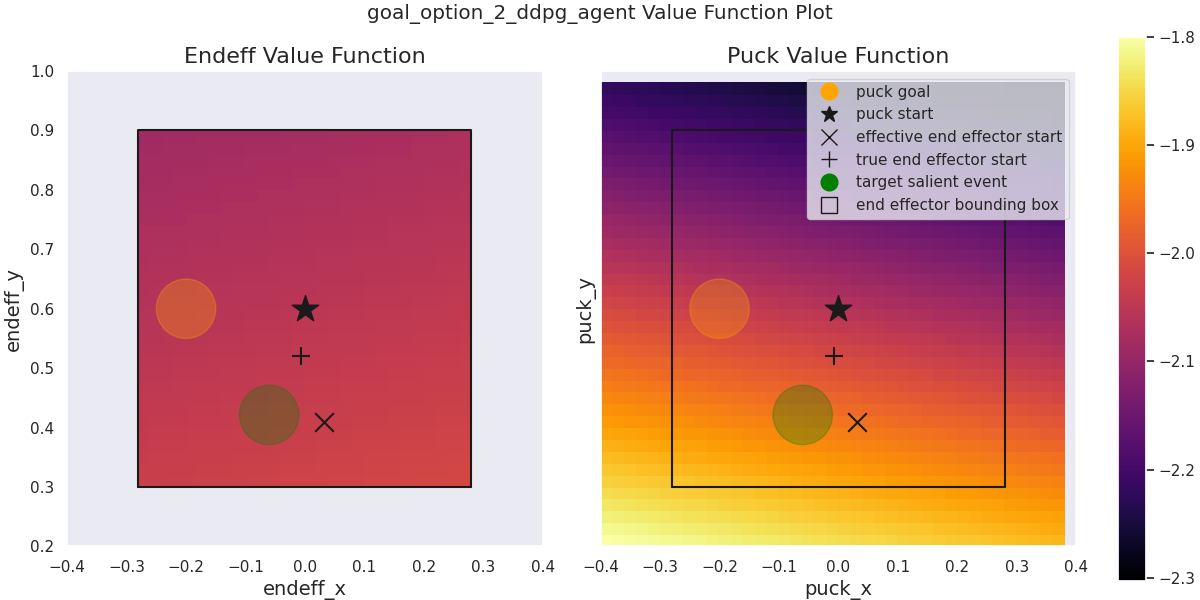 goal_option_2_ddpg_agent Value Function Plot
Endeff Value Function
endeff_y
1.0
0.9
0.8
0.7
0.6
0.5
0.4
0.3
0.2
−0.4 −0.3 −0.2 −0.1 0.0 0.1 0.2 0.3 0.4
endeff_x
Puck Value Function
puck_y
puck goal
puck start
effective end effector start
true end effector start
target salient event
end effector bounding box
−0.4 −0.3 −0.2 −0.1 0.0 0.1 0.2 0.3 0.4
puck_x
−1.8
−1.9
−2.0
−2.1
−2.2
−2.3